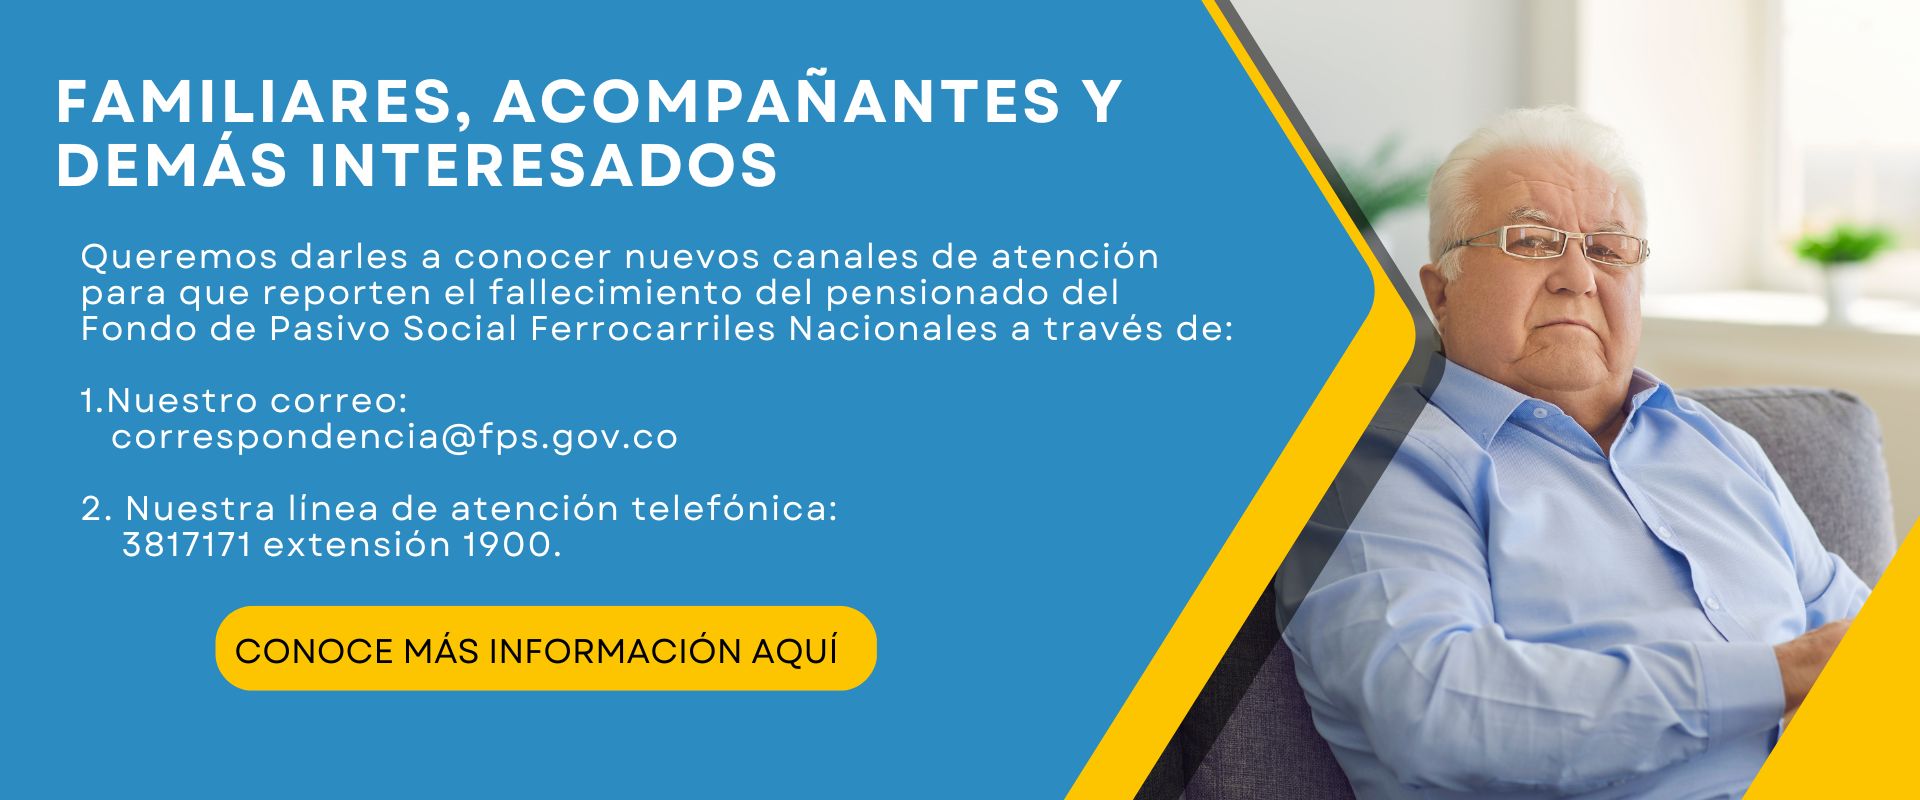 FAMILIARES, ACOMPAÑANTES Y
DEMÁS INTERESADOS
Queremos darles a conocer nuevos canales de atención
para que reporten el fallecimiento del pensionado del
Fondo de Pasivo Social Ferrocarriles Nacionales a través de:
1.Nuestro correo:
correspondencia@fps.gov.co
2. Nuestra línea de atención telefónica:
3817171 extensión 1900.
CONOCE MÁS INFORMACIÓN AQUÍ